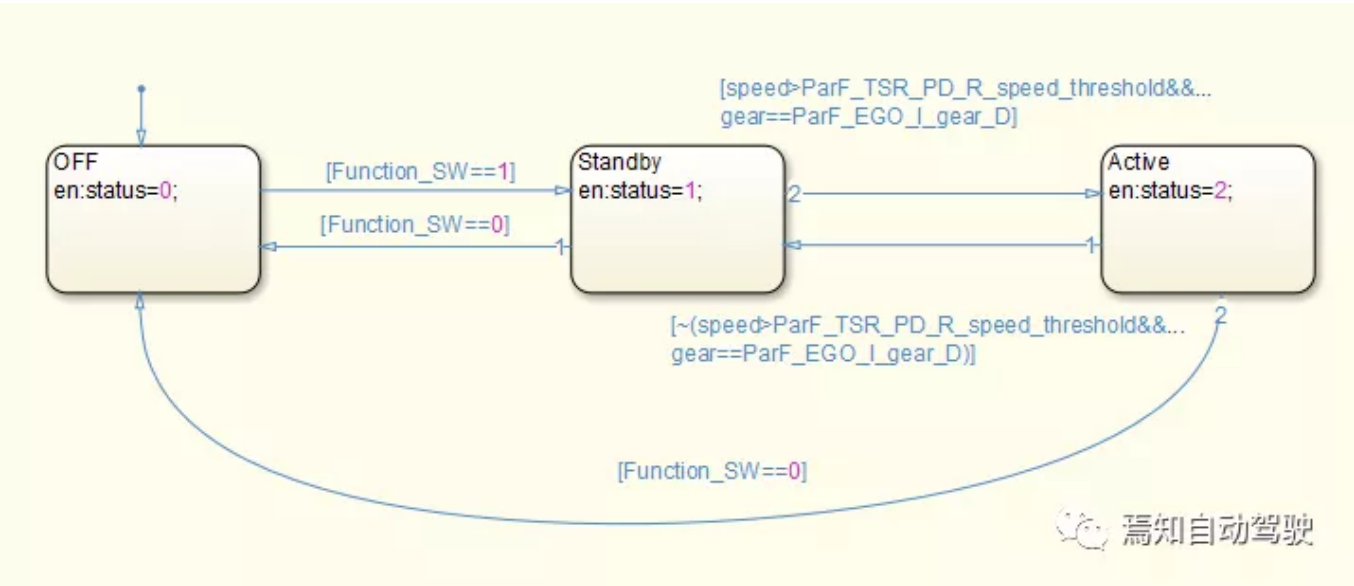 [speed>ParF_TSR_PD_R_speed_threshold&&...
gear==ParF_EGO_I_gear_D]
OFF
en:status=0;
[Function_SW==1]
[Function_SW==0]
1
Standby
en:status=1;
2
1
Active
en:status=2;
[~(speed>ParF_TSR_PD_R_speed_threshold&&...
gear==ParF_EGO_I_gear_D)]
2
[Function_SW==0]
焉知自动驾驶